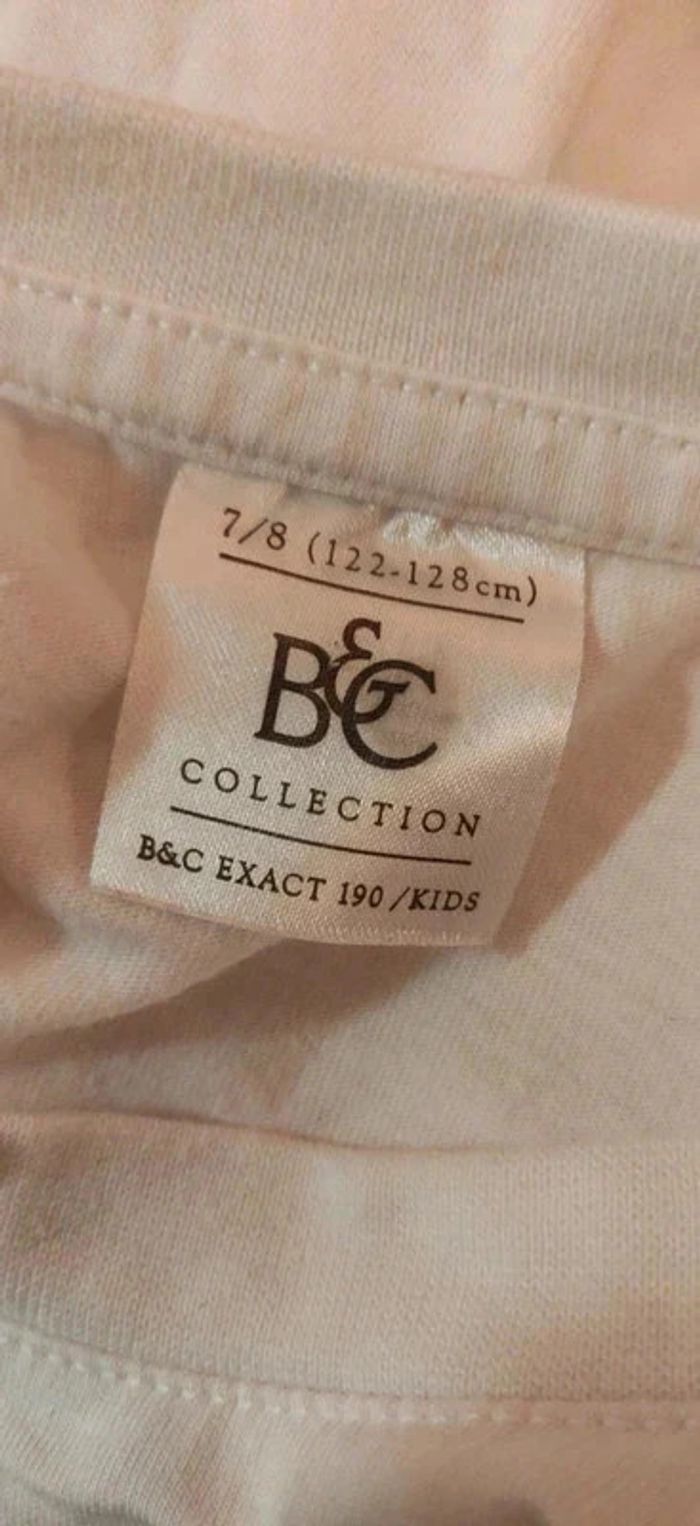 7/8 (122-128cm)
B&C
COLLECTION
B&C EXACT 190 /KIDS